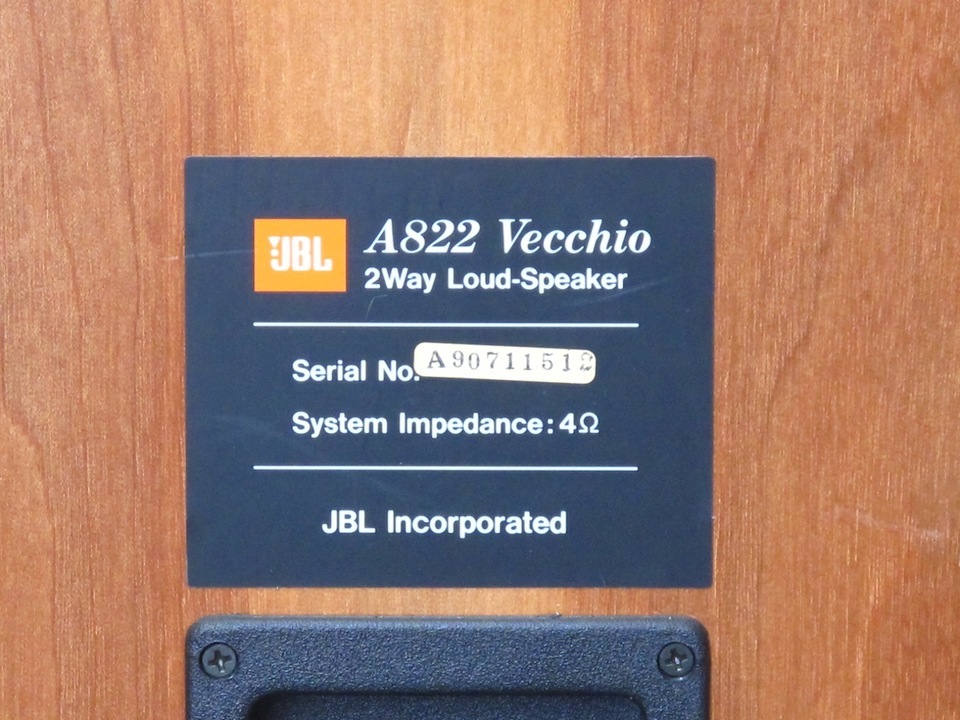 JBL A822 Vecchio
2Way Loud-Speaker
Serial No. A90711512
System Impedance: 4Ω
JBL Incorporated